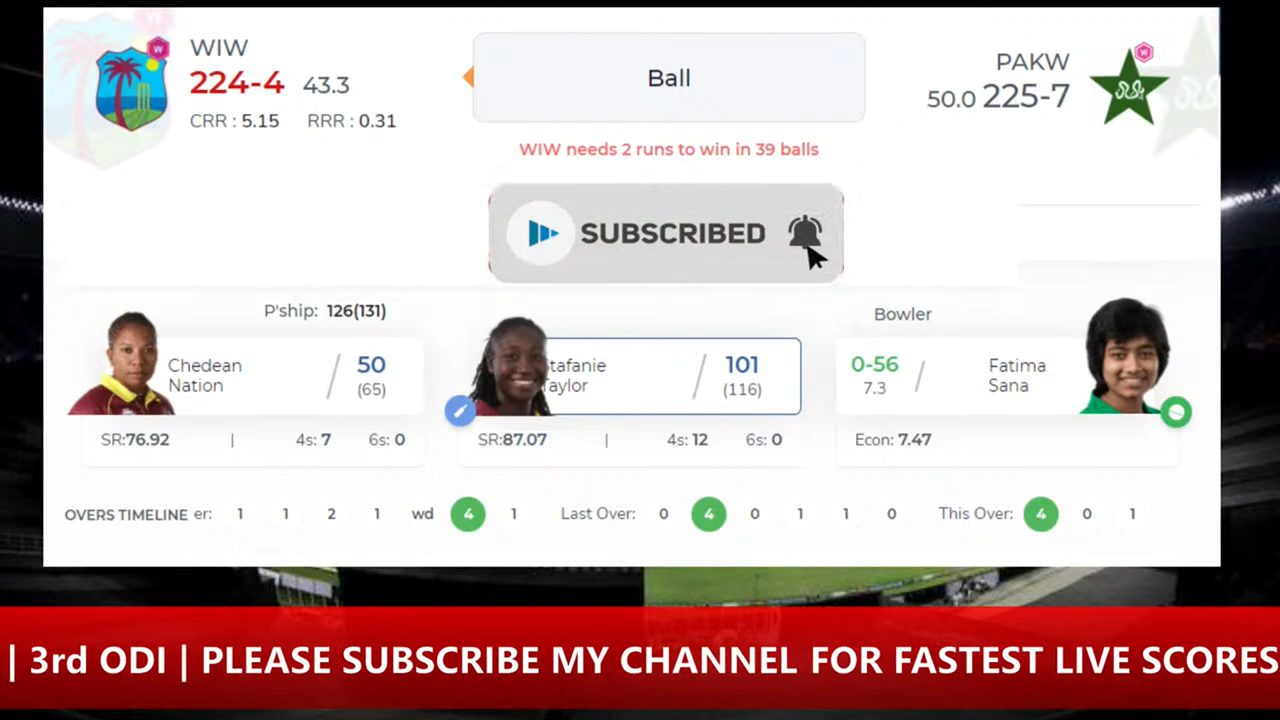 WIW
224-4 43.3
CRR : 5.15 RRR : 0.31
Ball
PAKW
50.0 225-7
WIW needs 2 runs to win in 39 balls
SUBSCRIBED
P'ship: 126(131)
Bowler
Chedean
Nation
50
(65)
SR:76.92 | 4s: 7 6s: 0
tafanie
Taylor
101
(116)
SR:87.07 | 4s: 12 6s: 0
0-56
7.3
Fatima
Sana
Econ: 7.47
OVERS TIMELINE er: 1 1 2 1 wd 4 1 Last Over: 0 4 0 1 1 0 This Over: 4 0 1
| 3rd ODI | PLEASE SUBSCRIBE MY CHANNEL FOR FASTEST LIVE SCORES